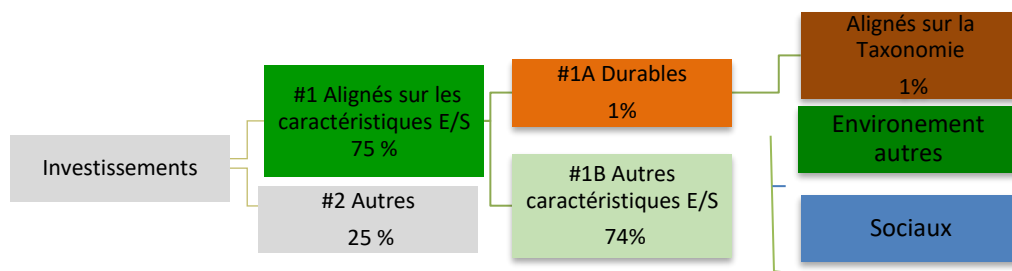 Investissements
#1 Alignés sur les
caractéristiques E/S
75 %
#2 Autres
25 %
#1A Durables
1%
#1B Autres
caractéristiques E/S
74%
Alignés sur la
Taxonomie
1%
Environement
autres
Sociaux